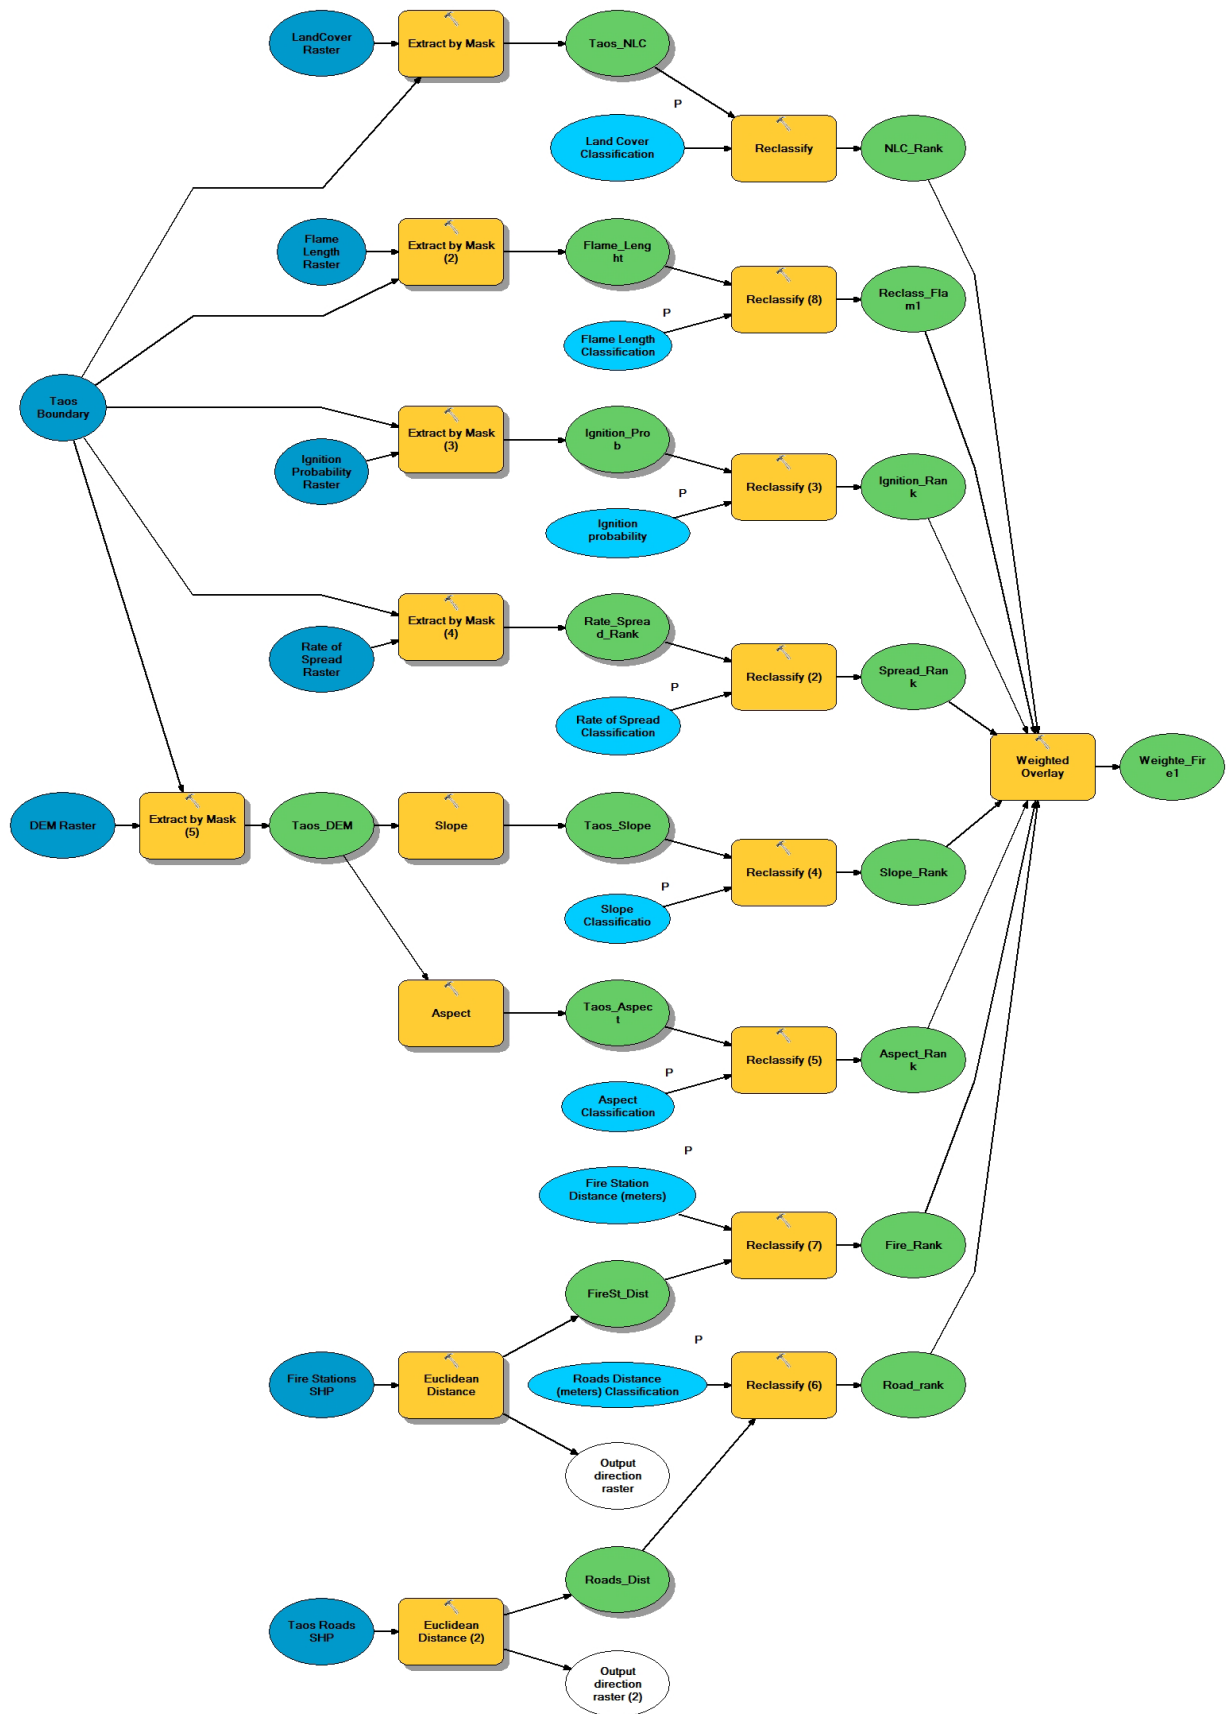 LandCover
Raster
Extract by Mask
Taos_NLC
P
Land Cover
Classification
Reclassify
NLC_Rank
Flame
Length
Raster
Extract by Mask
(2)
Flame_Leng
ht
P
Flame Length
Classification
Reclassify (8)
Reclass_Fla
m1
Taos
Boundary
Extract by Mask
(3)
Ignition
Probability
Raster
Ignition_Pro
b
P
Ignition
probability
Reclassify (3)
Ignition_Ran
k
Extract by Mask
(4)
Rate of
Spread
Raster
Rate_Sprea
d_Rank
P
Rate of Spread
Classification
Reclassify (2)
Spread_Ran
k
Weighted
Overlay
Weighte_Fir
e1
DEM Raster
Extract by Mask
(5)
Taos_DEM
Slope
Taos_Slope
P
Slope
Classificatio
Reclassify (4)
Slope_Rank
Aspect
Taos_Aspec
t
P
Aspect
Classification
Reclassify (5)
Aspect_Ran
k
P
Fire Station
Distance (meters)
Reclassify (7)
Fire_Rank
FireSt_Dist
Fire Stations
SHP
Euclidean
Distance
P
Roads Distance
(meters) Classification
Reclassify (6)
Road_rank
Output
direction
raster
Roads_Dist
Taos Roads
SHP
Euclidean
Distance (2)
Output
direction
raster (2)